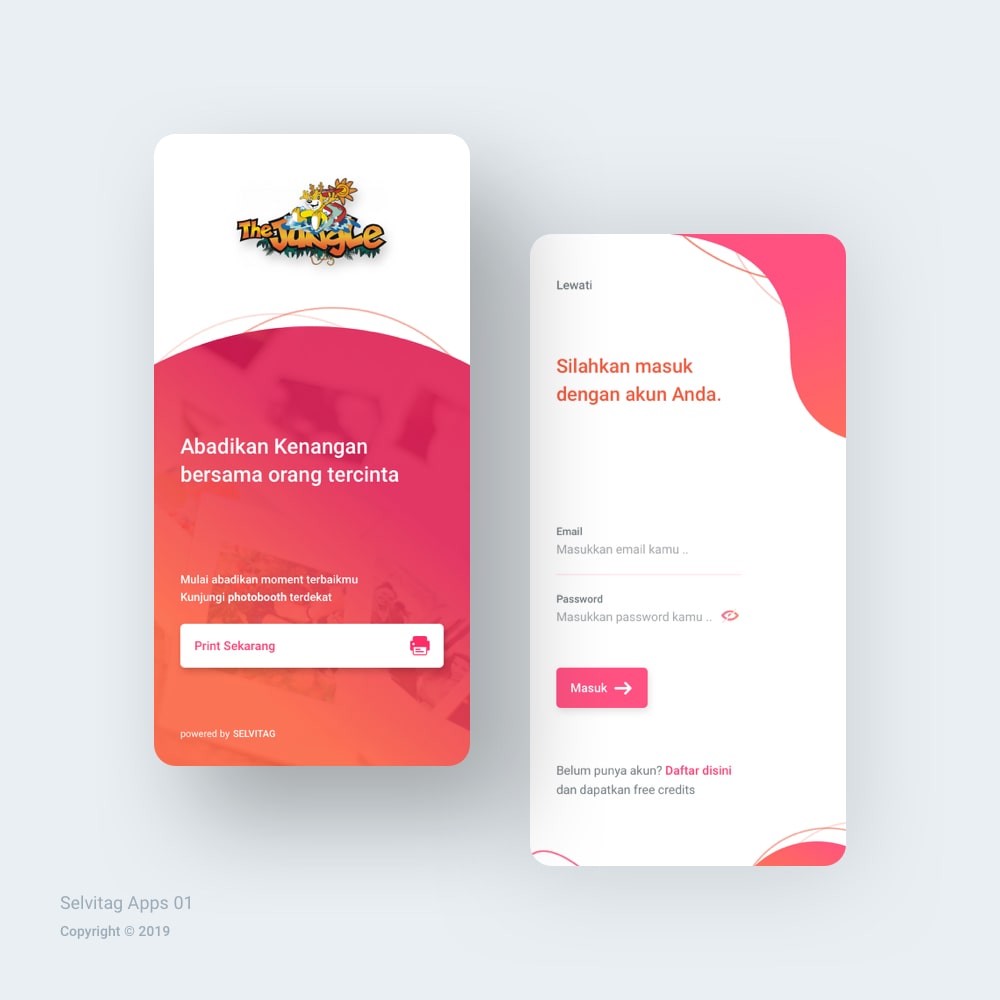 The Jungle
Abadikan Kenangan
bersama orang tercinta
Mulai abadikan moment terbaikmu
Kunjungi photobooth terdekat
Print Sekarang
powered by SELVITAG
Lewati
Silahkan masuk
dengan akun Anda.
Email
Masukkan email kamu ..
Password
Masukkan password kamu ..
Masuk
Belum punya akun? Daftar disini
dan dapatkan free credits
Selvitag Apps 01
Copyright © 2019